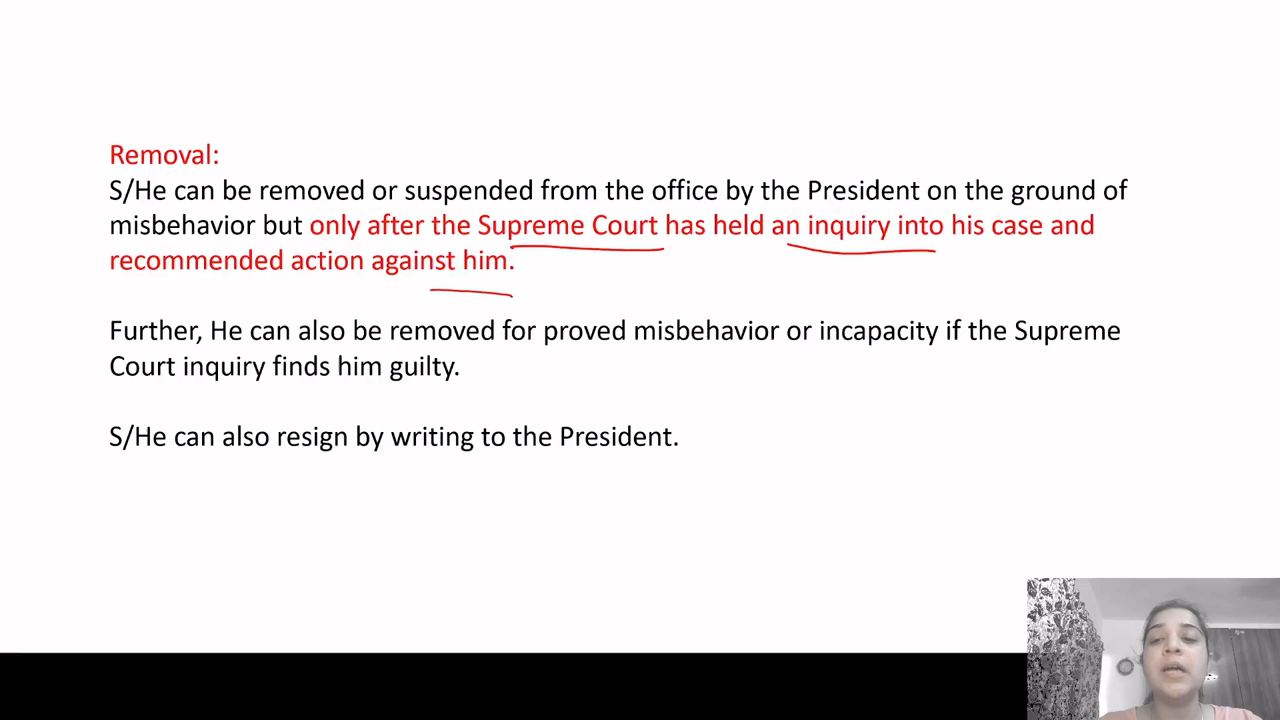 Removal:
S/He can be removed or suspended from the office by the President on the ground of
misbehavior but only after the Supreme Court has held an inquiry into his case and
recommended action against him.
Further, He can also be removed for proved misbehavior or incapacity if the Supreme
Court inquiry finds him guilty.
S/He can also resign by writing to the President.